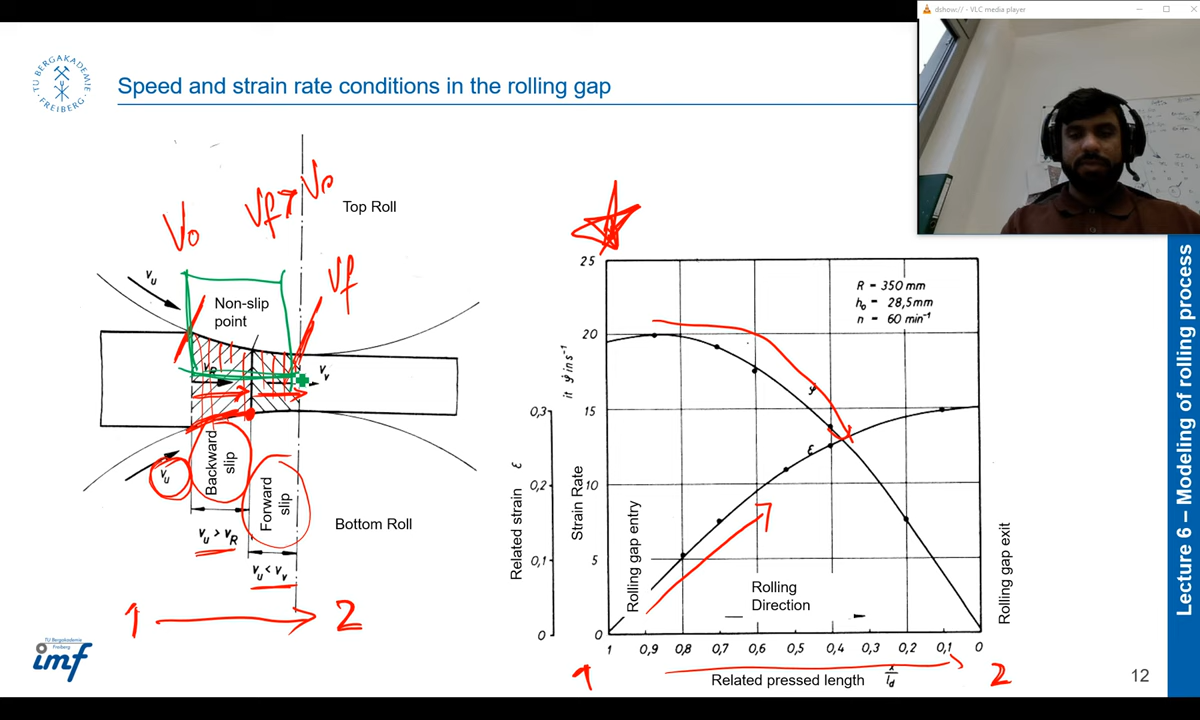 dshow:// - VLC media player
TU BERGAKADEMIE
FREIBERG
Speed and strain rate conditions in the rolling gap
Vf > Vo
Vo
Top Roll
Vf
vu
Non-slip
point
vR
vv
vu
Backward
slip
Forward
slip
vu > vR
vu < vv
Bottom Roll
1
2
TU Bergakademie
Freiberg
imf
R = 350 mm
ho = 28,5mm
n = 60 min⁻¹
25
20
15
10
5
0
0,3
0,2
0,1
0
Related strain ε
Strain Rate
φ̇ in s⁻¹
φ̇
ε
Rolling gap entry
Rolling
Direction
Rolling gap exit
1 0,9 0,8 0,7 0,6 0,5 0,4 0,3 0,2 0,1 0
1
2
Related pressed length x/ld
Lecture 6 – Modeling of rolling process
12